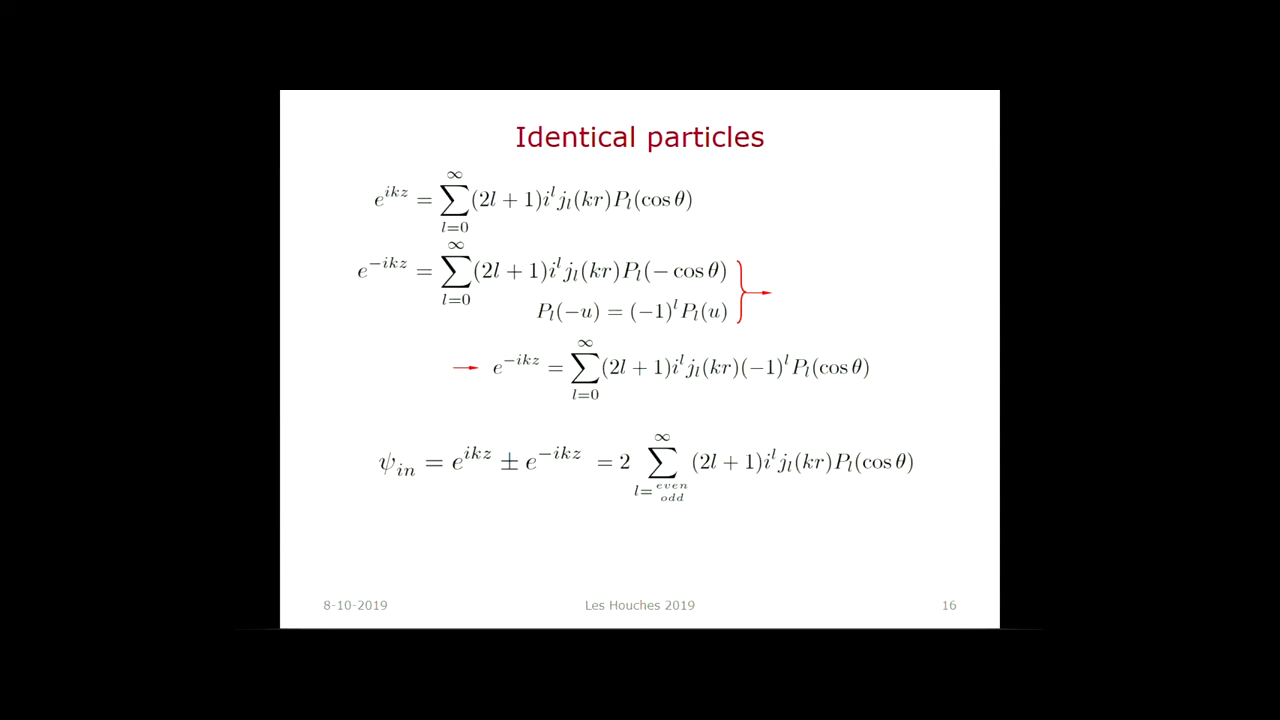 Identical particles
$e^{ikz} = \sum_{l=0}^{\infty} (2l+1) i^l j_l(kr) P_l(\cos\theta)$
$e^{-ikz} = \sum_{l=0}^{\infty} (2l+1) i^l j_l(kr) P_l(-\cos\theta)$
$P_l(-u) = (-1)^l P_l(u)$
$e^{-ikz} = \sum_{l=0}^{\infty} (2l+1) i^l j_l(kr) (-1)^l P_l(\cos\theta)$
$\psi_{in} = e^{ikz} \pm e^{-ikz} = 2 \sum_{l={even \atop odd}}^{\infty} (2l+1) i^l j_l(kr) P_l(\cos\theta)$
8-10-2019 Les Houches 2019 16